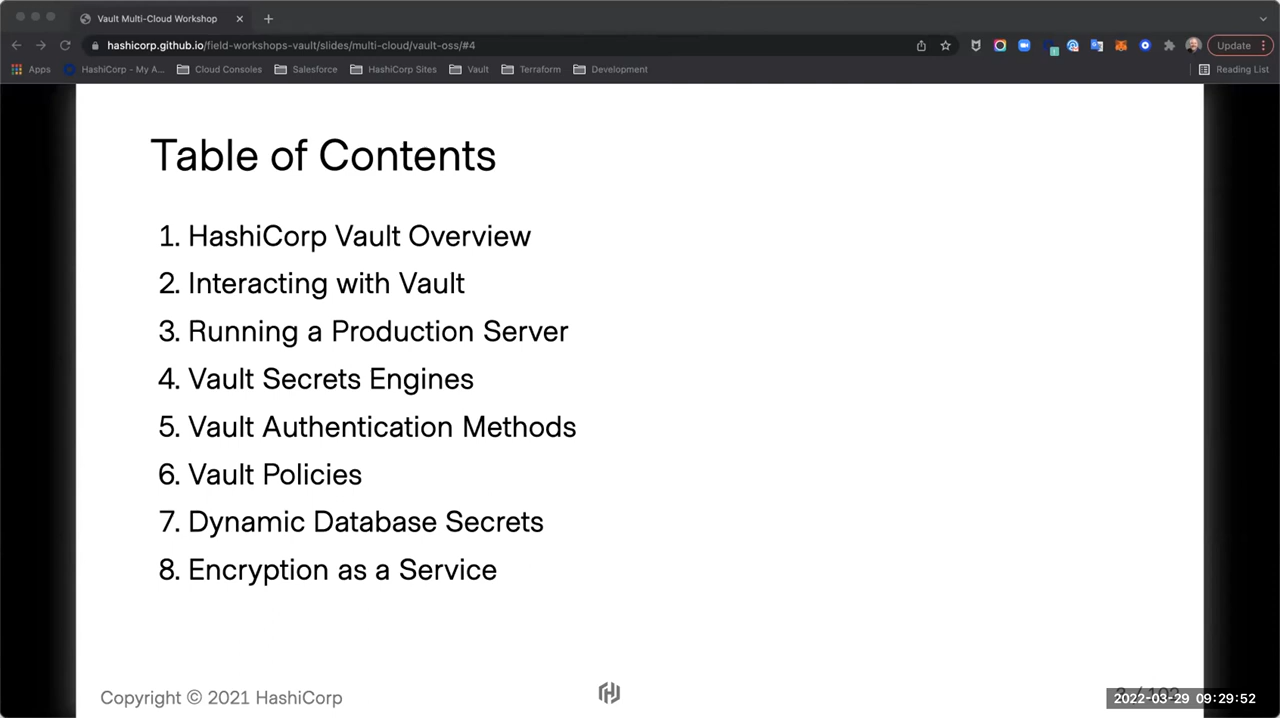 Vault Multi-Cloud Workshop
hashicorp.github.io/field-workshops-vault/slides/multi-cloud/vault-oss/#4
Update
Apps
HashiCorp - My A...
Cloud Consoles
Salesforce
HashiCorp Sites
Vault
Terraform
Development
Reading List
Table of Contents
1. HashiCorp Vault Overview
2. Interacting with Vault
3. Running a Production Server
4. Vault Secrets Engines
5. Vault Authentication Methods
6. Vault Policies
7. Dynamic Database Secrets
8. Encryption as a Service
Copyright © 2021 HashiCorp
2022-03-29 09:29:52